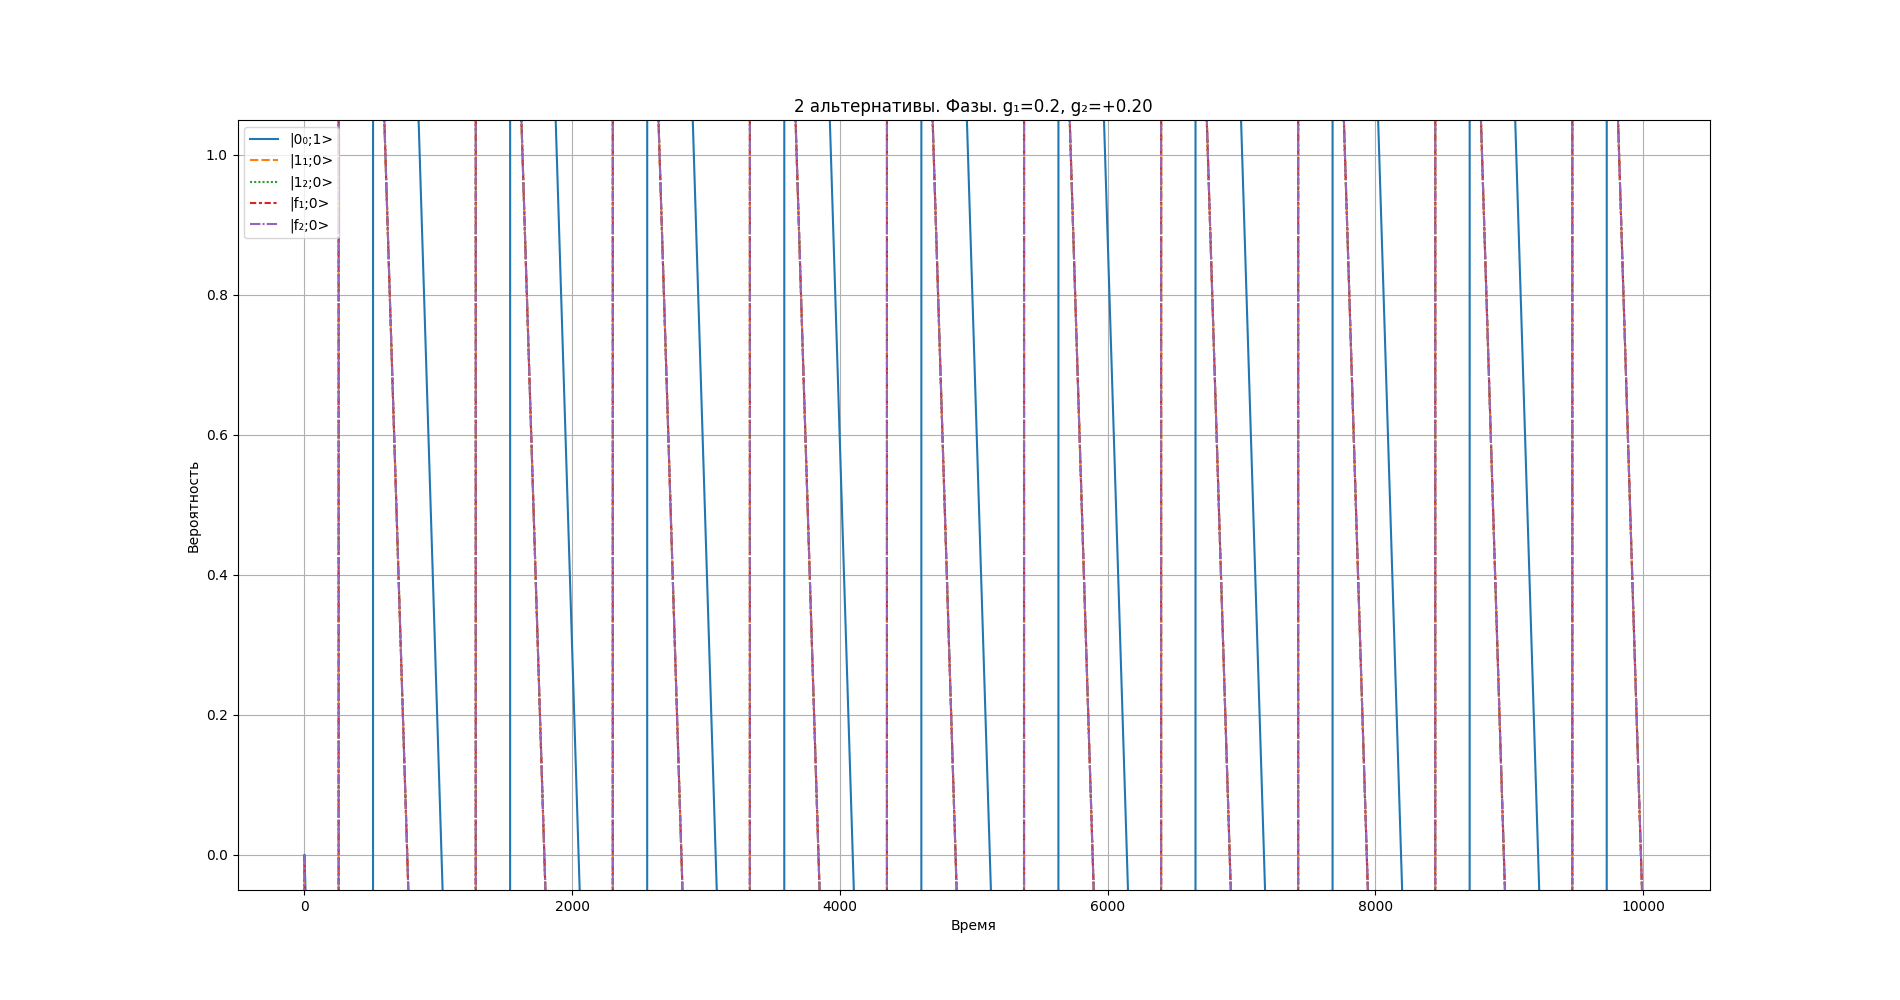 2 альтернативы. Фазы. g₁=0.2, g₂=+0.20
|0₀;1>
|1₁;0>
|1₂;0>
|f₁;0>
|f₂;0>
1.0
0.8
0.6
0.4
0.2
0.0
Вероятность
0 2000 4000 6000 8000 10000
Время